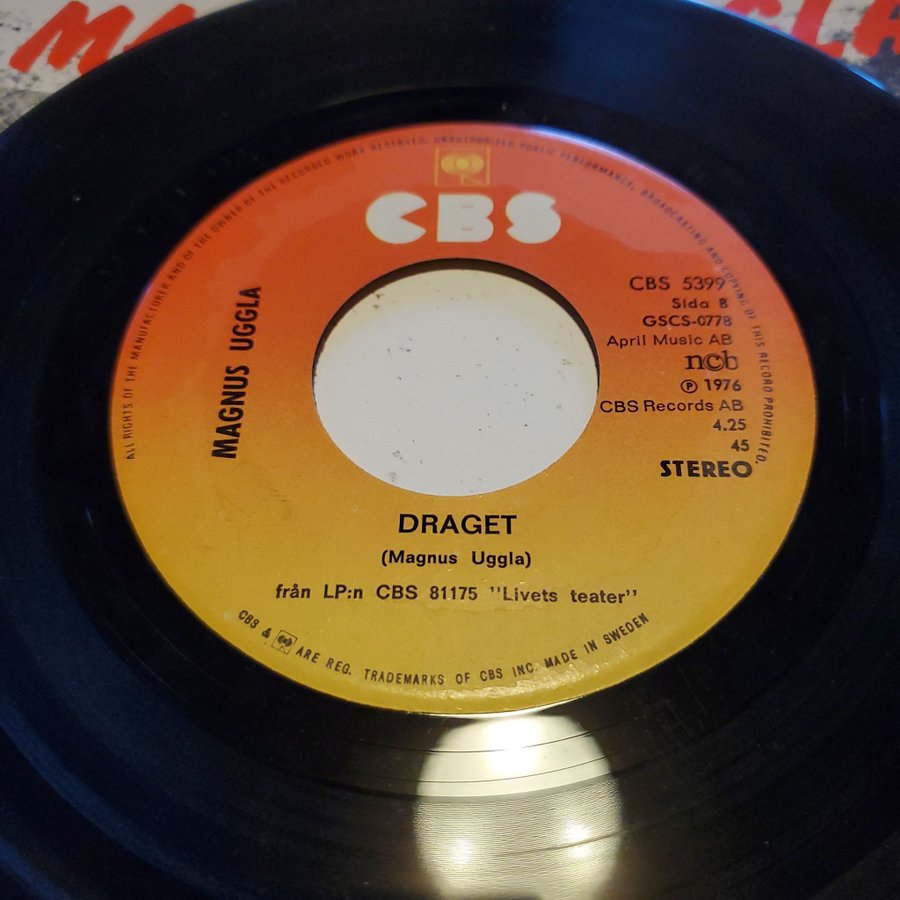 ALL RIGHTS OF THE MANUFACTURER AND OF THE OWNER OF THE RECORDED WORK RESERVED. UNAUTHORIZED PUBLIC PERFORMANCE, BROADCASTING AND COPYING OF THIS RECORD PROHIBITED.
CBS
MAGNUS UGGLA
CBS 5399
Sida B
GSCS-0778
April Music AB
ncb
℗ 1976
CBS Records AB
4.25
45
STEREO
DRAGET
(Magnus Uggla)
från LP:n CBS 81175 "Livets teater"
CBS & ARE REG. TRADEMARKS OF CBS INC. MADE IN SWEDEN